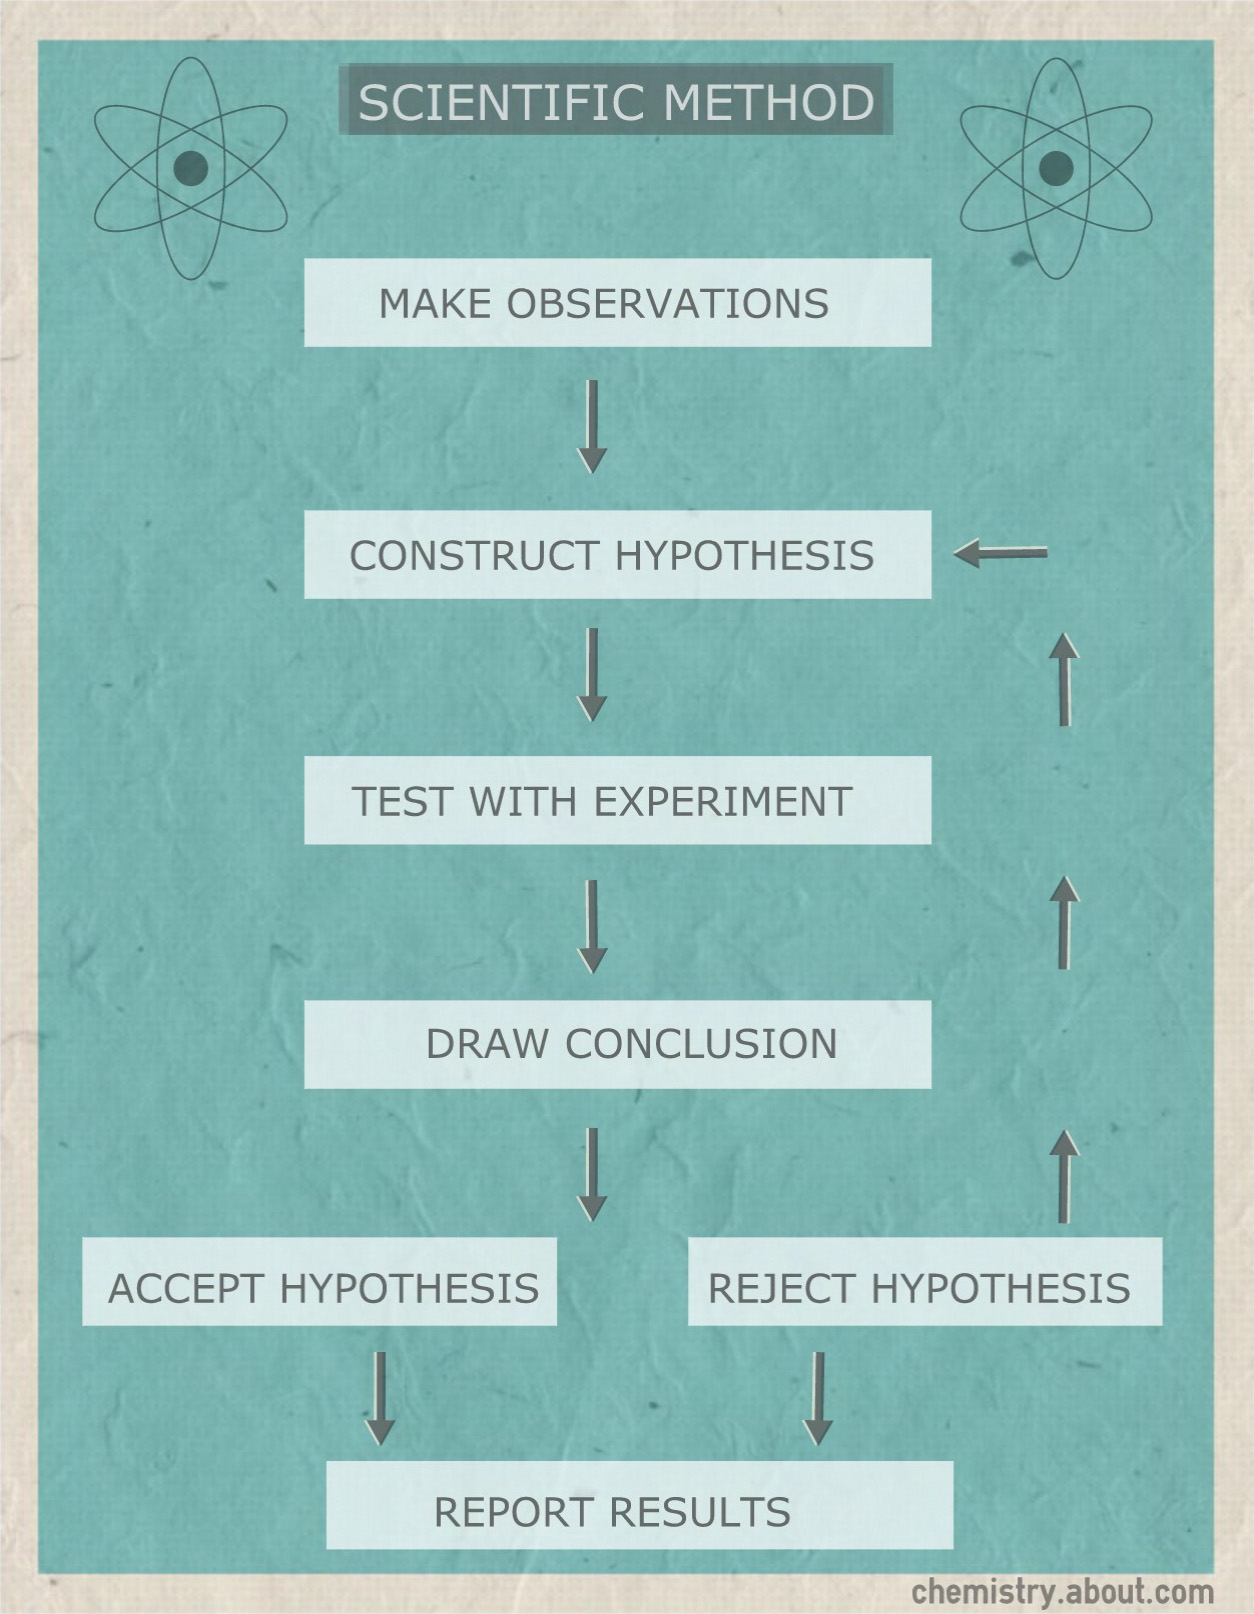 SCIENTIFIC METHOD
MAKE OBSERVATIONS
CONSTRUCT HYPOTHESIS
TEST WITH EXPERIMENT
DRAW CONCLUSION
ACCEPT HYPOTHESIS
REJECT HYPOTHESIS
REPORT RESULTS
chemistry.about.com